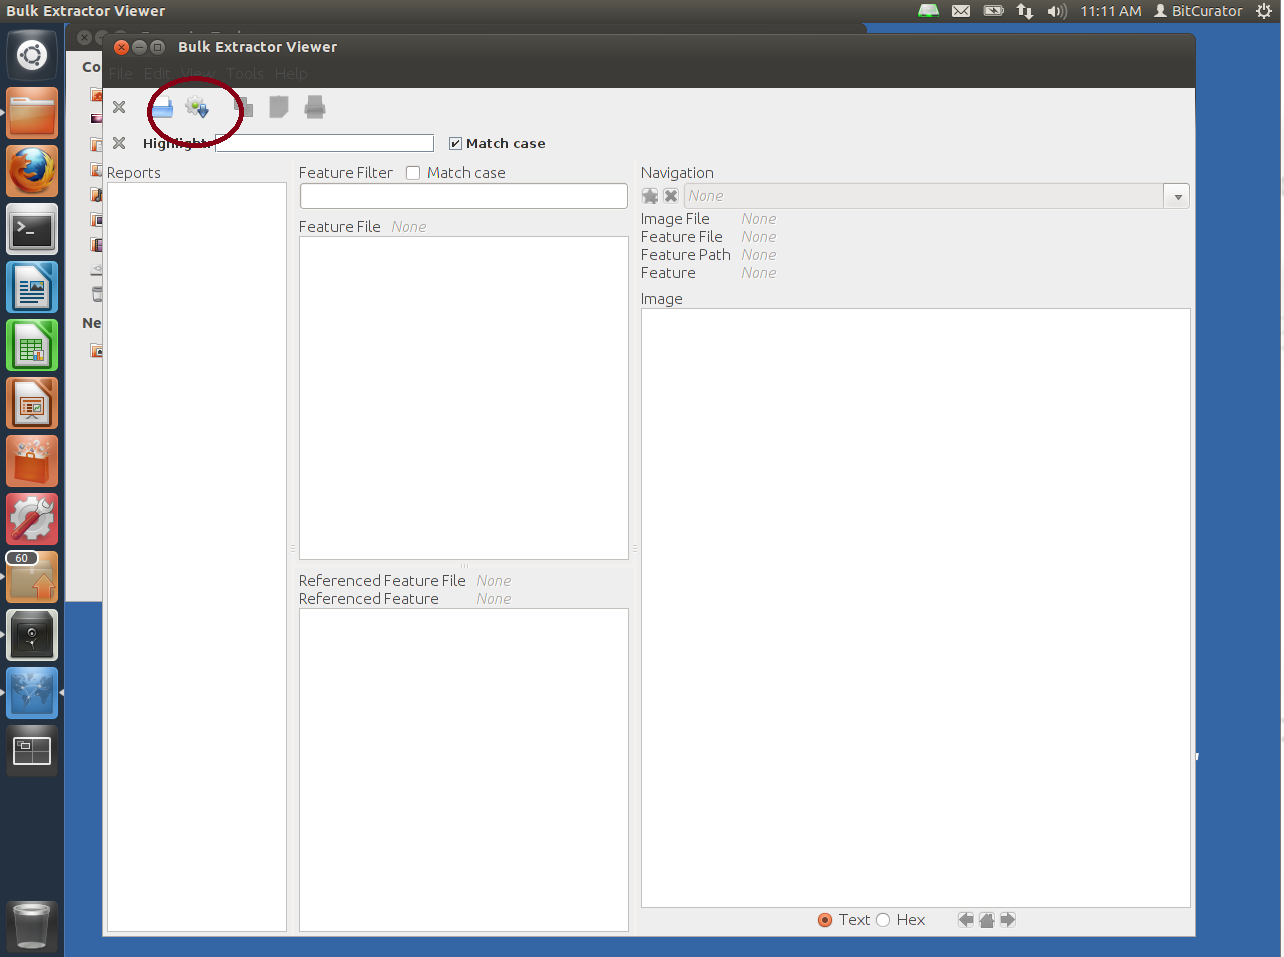 Bulk Extractor Viewer
11:11 AM BitCurator
Bulk Extractor Viewer
File Edit View Tools Help
Highlight: Match case
Reports
Feature Filter Match case
Feature File None
Referenced Feature File None
Referenced Feature None
Navigation
None
Image File None
Feature File None
Feature Path None
Feature None
Image
Text Hex
Co
Ne
60